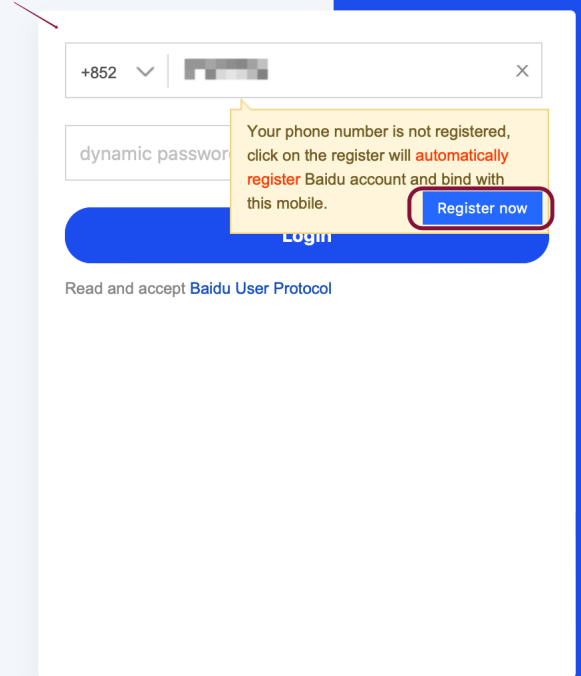 +852
Your phone number is not registered,
click on the register will automatically
register Baidu account and bind with
this mobile.
Register now
dynamic passwor
Login
Read and accept Baidu User Protocol